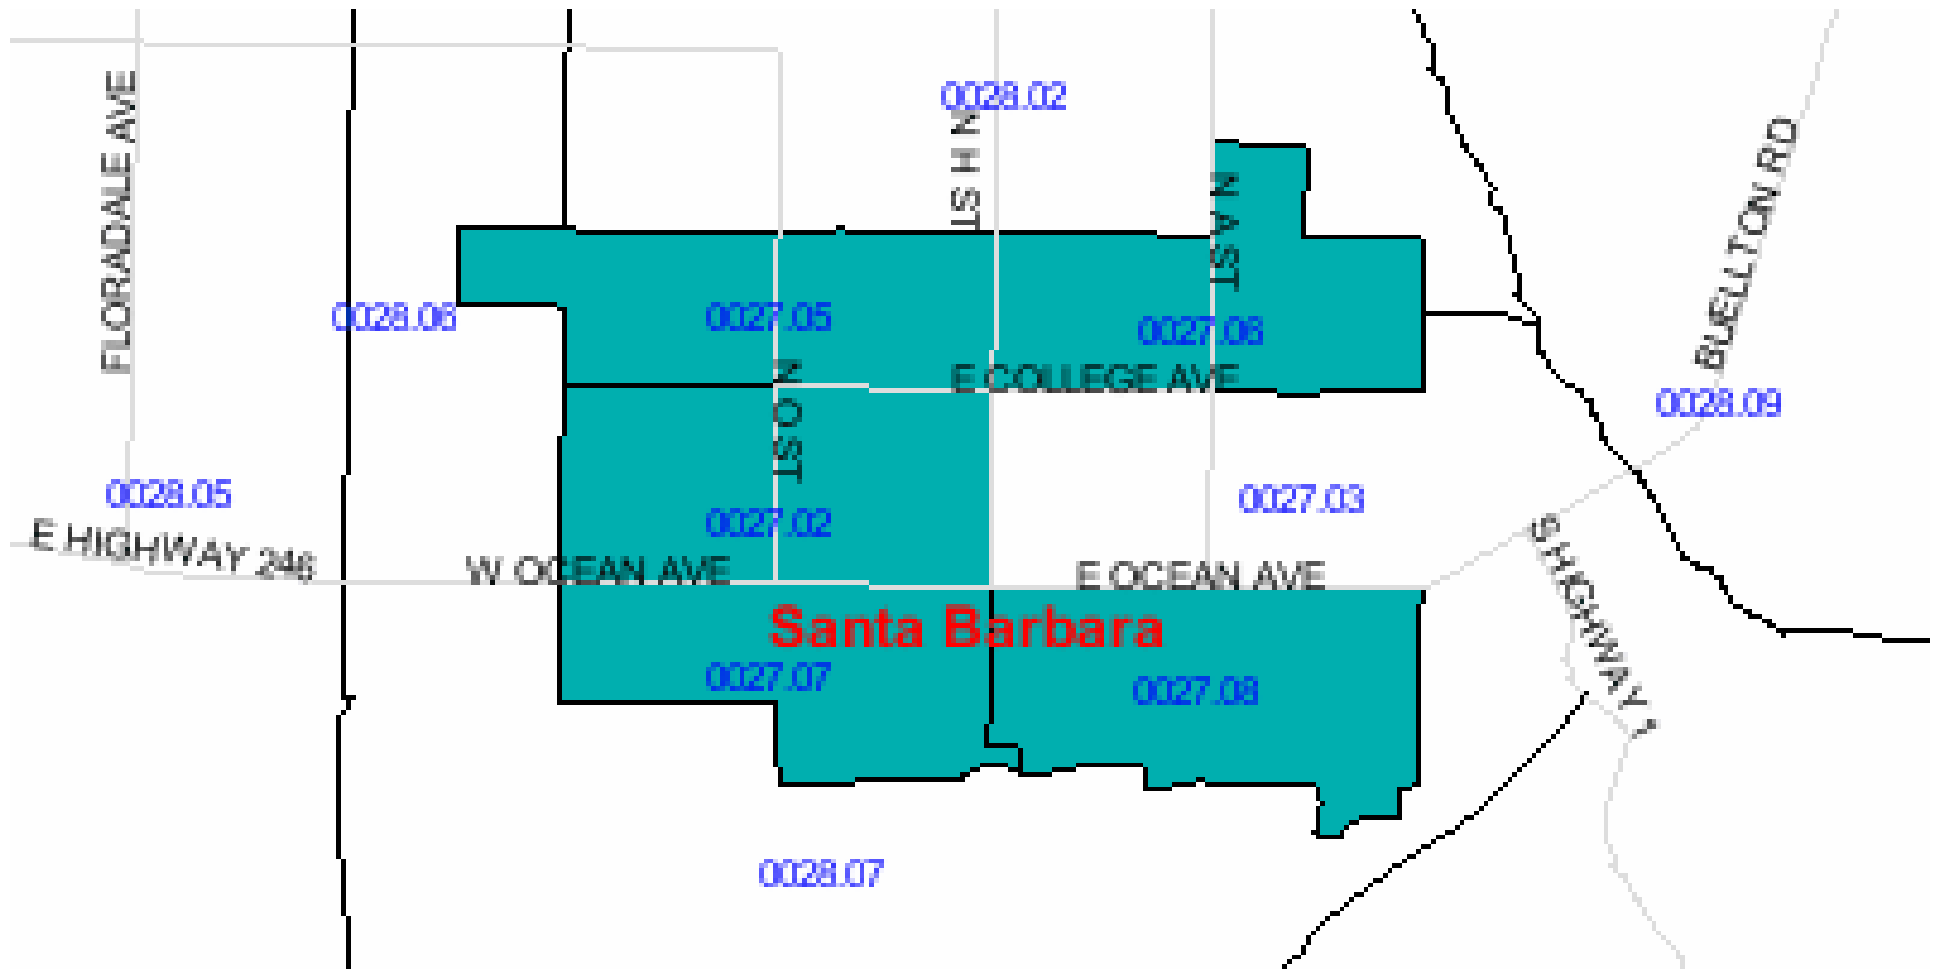 0028.02
FLORADALE AVE
N H ST
BUELLTON RD
N A ST
0028.06
0027.05
0027.06
E COLLEGE AVE
N O ST
0028.09
0028.05
0027.03
0027.02
E HIGHWAY 246
W OCEAN AVE
E OCEAN AVE
S HIGHWAY 1
Santa Barbara
0027.07
0027.08
0028.07